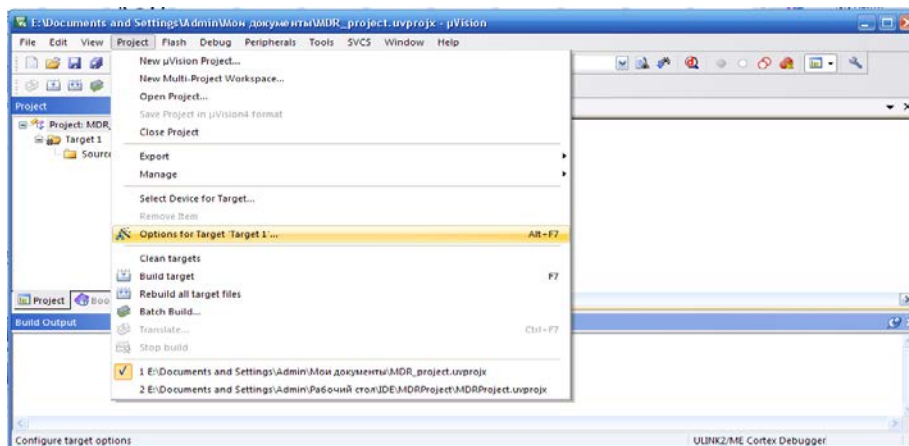 E:\Documents and Settings\Admin\Мои документы\MDR_project.uvprojx - µVision
File Edit View Project Flash Debug Peripherals Tools SVCS Window Help
New µVision Project...
New Multi-Project Workspace...
Open Project...
Save Project in µVision4 format
Close Project
Export
Manage
Select Device for Target...
Remove Item
Options for Target 'Target 1'... Alt+F7
Clean targets
Build target F7
Rebuild all target files
Batch Build...
Translate... Ctrl+F7
Stop build
1 E:\Documents and Settings\Admin\Мои документы\MDR_project.uvprojx
2 E:\Documents and Settings\Admin\Рабочий стол\IDE\MDRProject\MDRProject.uvprojx
Project
Project: MDR_
Target 1
Source
Project Boo
Build Output
Configure target options ULINK2/ME Cortex Debugger